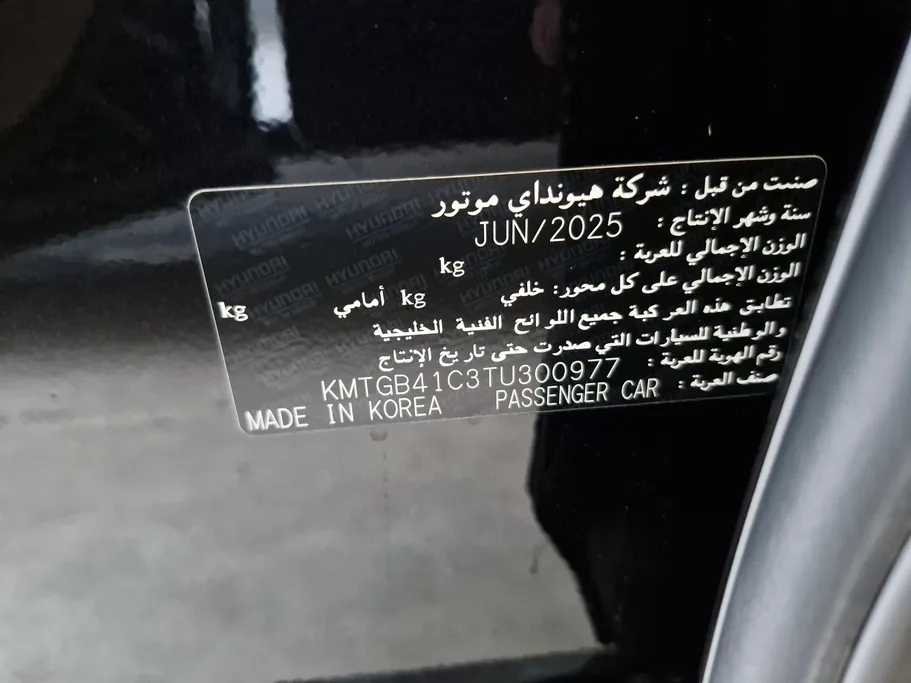 صنعت من قبل : شركة هيونداي موتور
سنة وشهر الإنتاج : JUN/2025
الوزن الإجمالي للعربة : kg
الوزن الإجمالي على كل محور: خلفي kg أمامي kg
تطابق هذه العركبة جميع اللوائح الفنية الخليجية
والوطنية للسيارات التي صدرت حتى تاريخ الإنتاج
رقم الهوية للعربة : KMTGB41C3TU300977
صنف العربة : PASSENGER CAR MADE IN KOREA
HYUNDAI